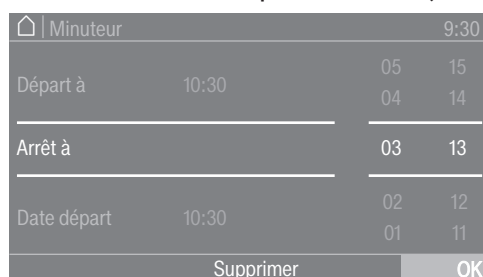 Minuteur 9:30
05 15
Départ à 10:30
04 14
Arrêt à 03 13
02 12
Date départ 10:30
01 11
Supprimer OK